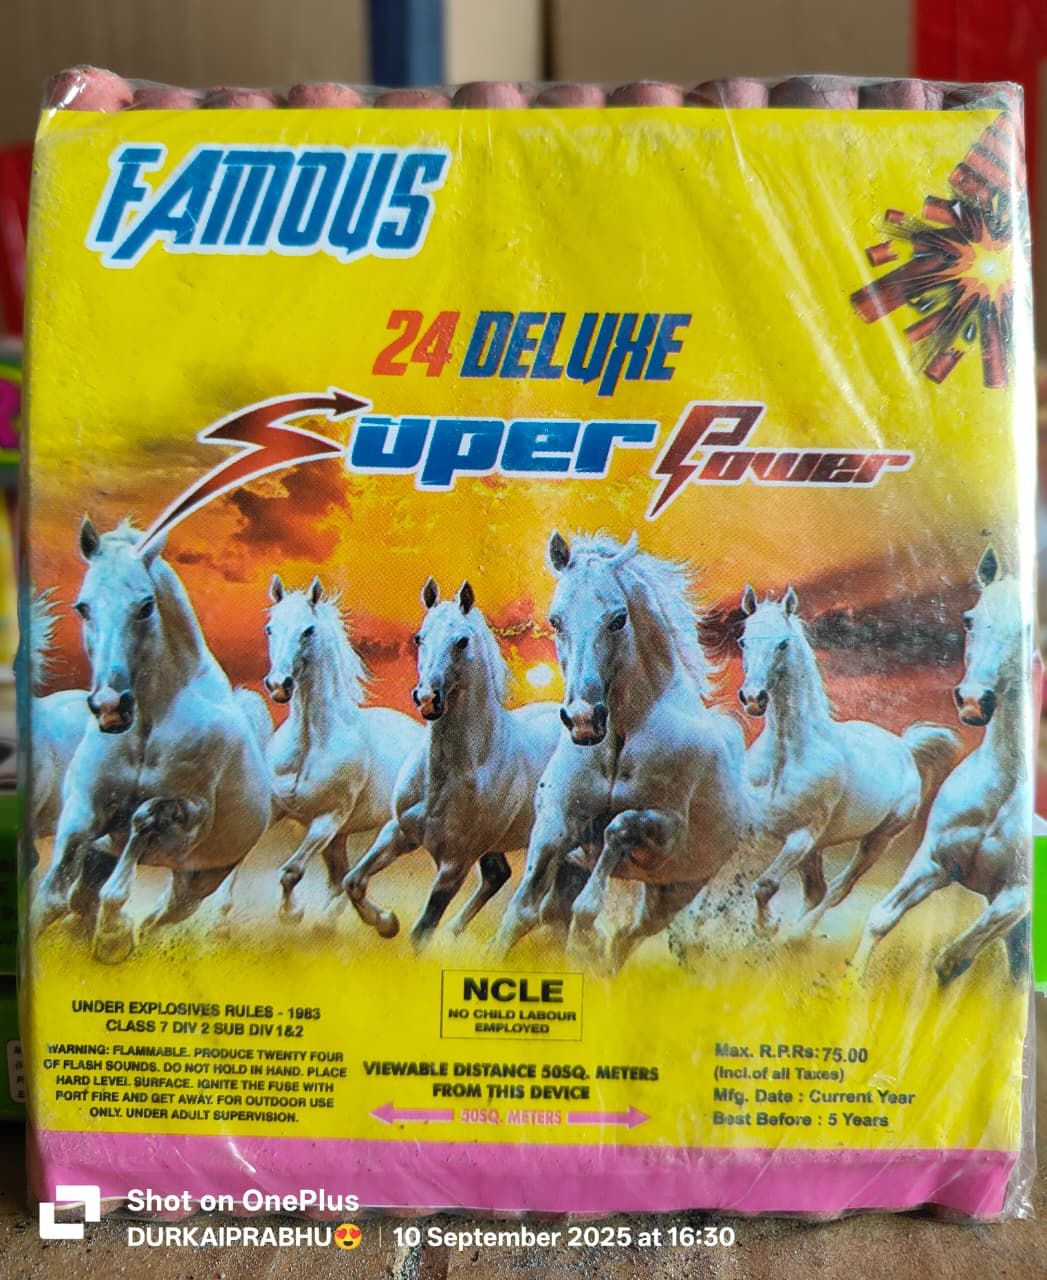 FAMOUS
24 DELUXE
Super Power
NCLE
NO CHILD LABOUR
EMPLOYED
UNDER EXPLOSIVES RULES - 1983
CLASS 7 DIV 2 SUB DIV 1&2
WARNING: FLAMMABLE. PRODUCE TWENTY FOUR
OF FLASH SOUNDS. DO NOT HOLD IN HAND. PLACE
HARD LEVEL SURFACE. IGNITE THE FUSE WITH
PORT FIRE AND GET AWAY. FOR OUTDOOR USE
ONLY. UNDER ADULT SUPERVISION.
VIEWABLE DISTANCE 50SQ. METERS
FROM THIS DEVICE
50SQ. METERS
Max. R.P.Rs: 75.00
(Incl.of all Taxes)
Mfg. Date : Current Year
Best Before : 5 Years
Shot on OnePlus
DURKAIPRABHU😍 | 10 September 2025 at 16:30